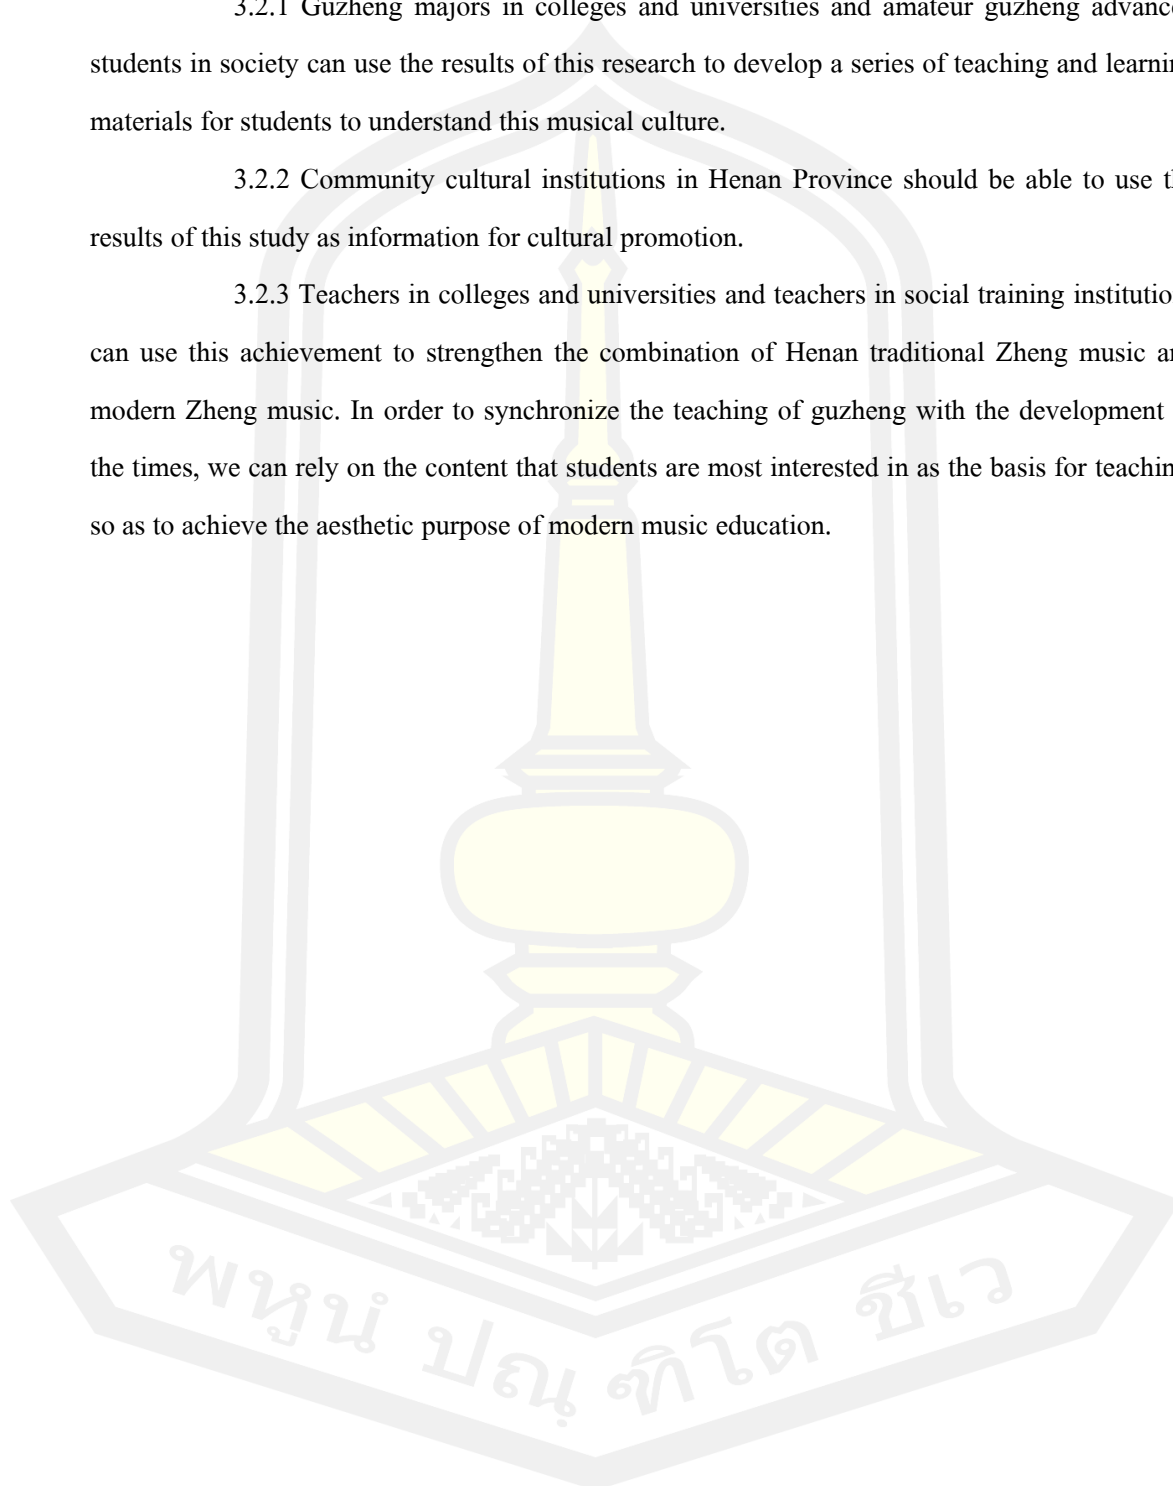 3.2.1 Guzheng majors in colleges and universities and amateur guzheng advance
students in society can use the results of this research to develop a series of teaching and learnin
materials for students to understand this musical culture.
3.2.2 Community cultural institutions in Henan Province should be able to use th
results of this study as information for cultural promotion.
3.2.3 Teachers in colleges and universities and teachers in social training institution
can use this achievement to strengthen the combination of Henan traditional Zheng music an
modern Zheng music. In order to synchronize the teaching of guzheng with the development
the times, we can rely on the content that students are most interested in as the basis for teachin
so as to achieve the aesthetic purpose of modern music education.
พหูนํ ปณฺฑิโต ชีเว